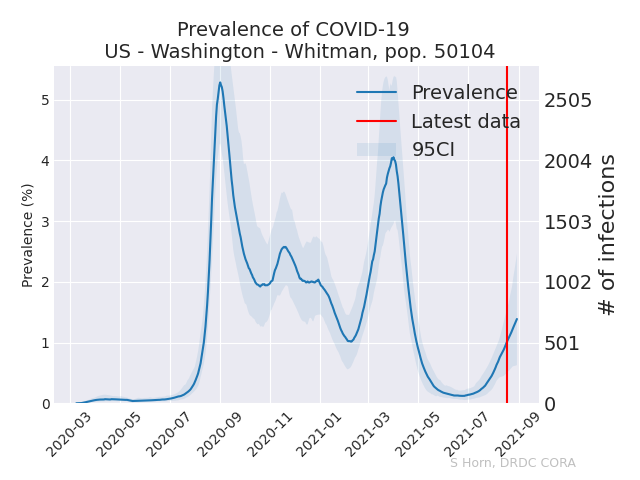 Prevalence of COVID-19
US - Washington - Whitman, pop. 50104
Prevalence
Latest data
95CI
Prevalence (%)
5
4
3
2
1
0
2505
2004
1503
1002
501
0
# of infections
2020-03
2020-05
2020-07
2020-09
2020-11
2021-01
2021-03
2021-05
2021-07
2021-09
S Horn, DRDC CORA